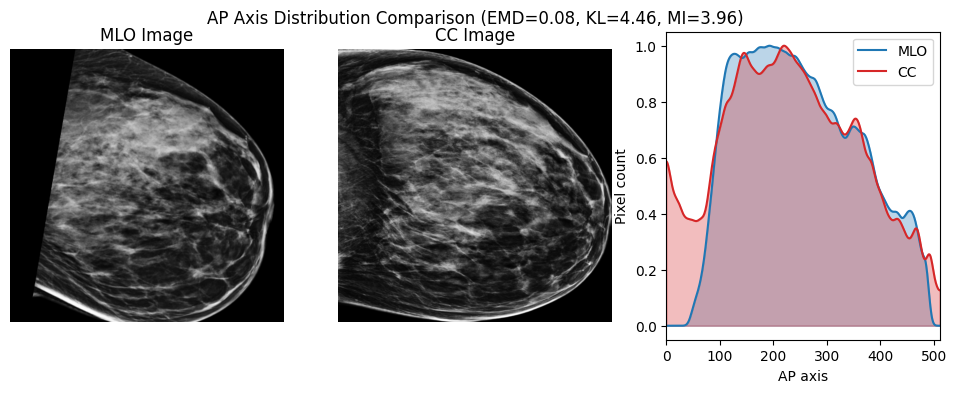 AP Axis Distribution Comparison (EMD=0.08, KL=4.46, MI=3.96)
MLO Image
CC Image
MLO
CC
1.0
0.8
0.6
0.4
0.2
0.0
Pixel count
0 100 200 300 400 500
AP axis